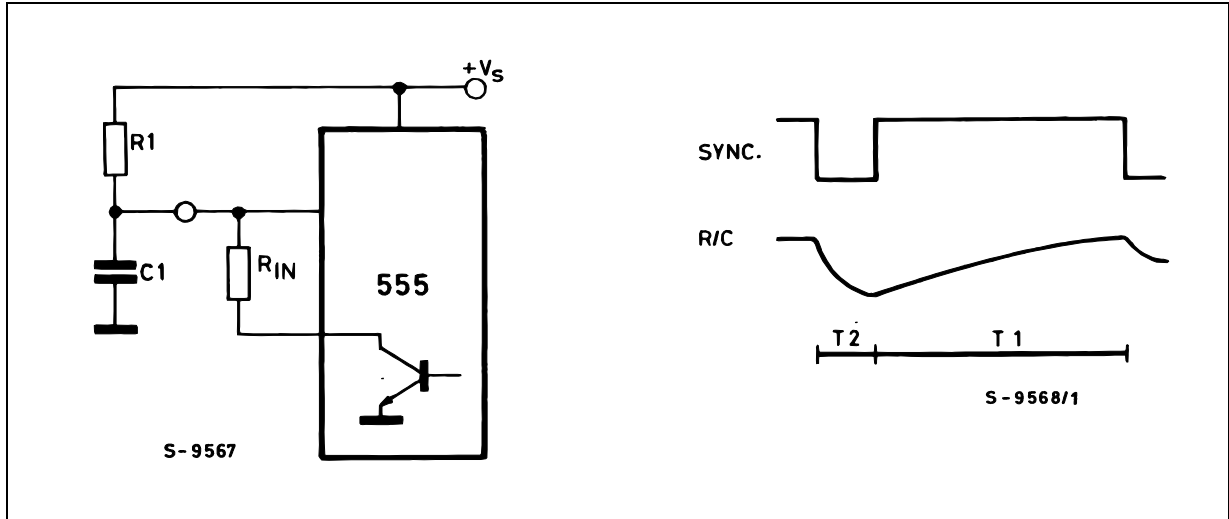 +VS
R1
RIN
C1
555
S-9567
SYNC.
R/C
T2
T1
S-9568/1